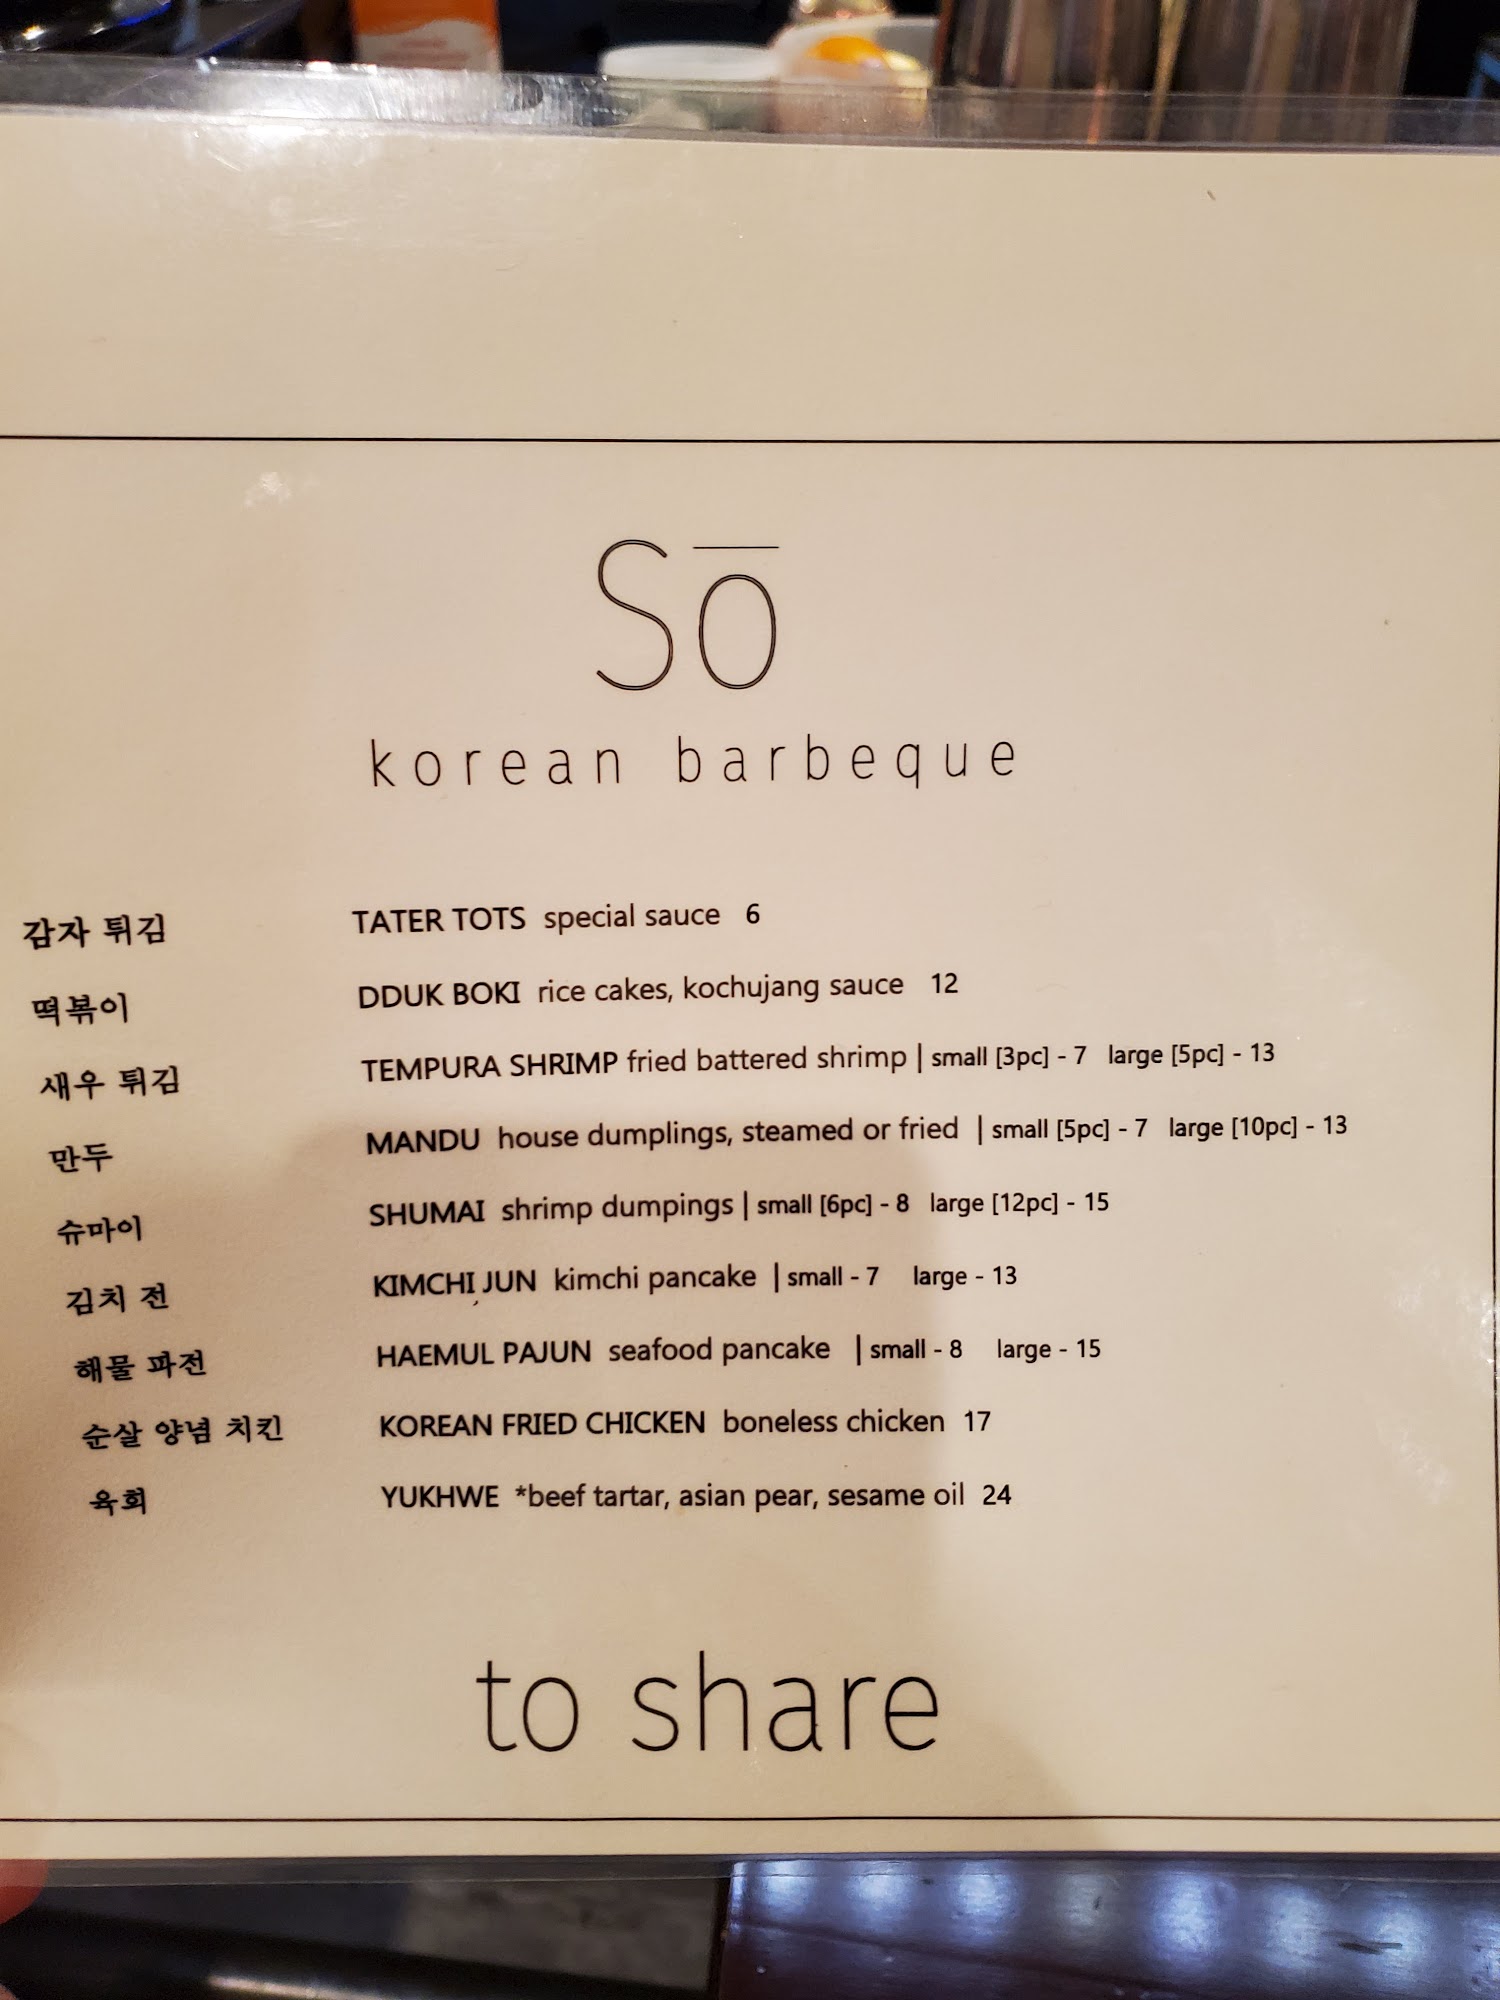 Sō
korean barbeque
감자 튀김 TATER TOTS special sauce 6
떡볶이 DDUK BOKI rice cakes, kochujang sauce 12
새우 튀김 TEMPURA SHRIMP fried battered shrimp | small [3pc] - 7 large [5pc] - 13
만두 MANDU house dumplings, steamed or fried | small [5pc] - 7 large [10pc] - 13
슈마이 SHUMAI shrimp dumpings | small [6pc] - 8 large [12pc] - 15
김치 전 KIMCHI JUN kimchi pancake | small - 7 large - 13
해물 파전 HAEMUL PAJUN seafood pancake | small - 8 large - 15
순살 양념 치킨 KOREAN FRIED CHICKEN boneless chicken 17
육회 YUKHWE *beef tartar, asian pear, sesame oil 24
to share